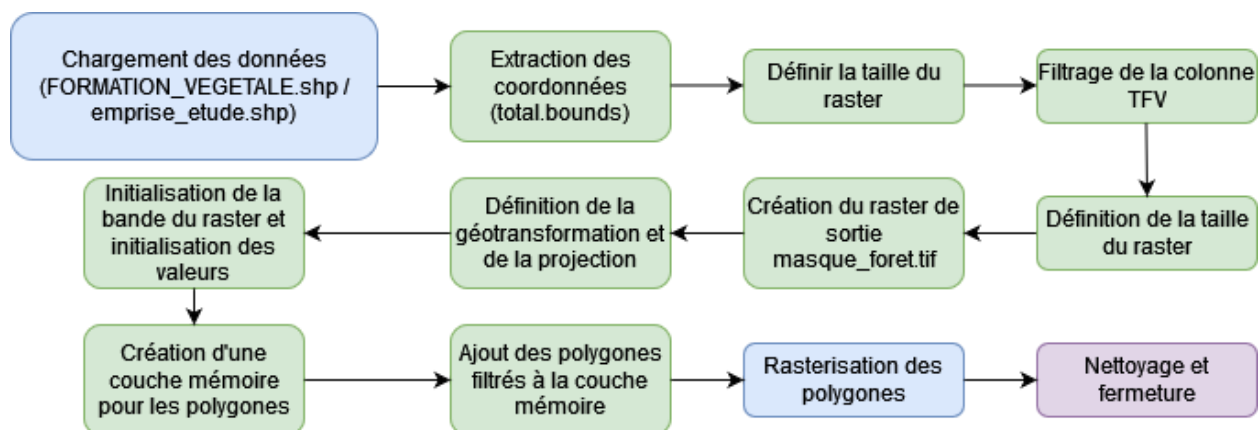 Chargement des données
(FORMATION_VEGETALE.shp /
emprise_etude.shp)
Extraction des
coordonnées
(total.bounds)
Définir la taille du
raster
Filtrage de la colonne
TFV
Définition de la taille
du raster
Création du raster de
sortie
masque_foret.tif
Définition de la
géotransformation et
de la projection
Initialisation de la
bande du raster et
initialisation des
valeurs
Création d'une
couche mémoire
pour les polygones
Ajout des polygones
filtrés à la couche
mémoire
Rasterisation des
polygones
Nettoyage et
fermeture